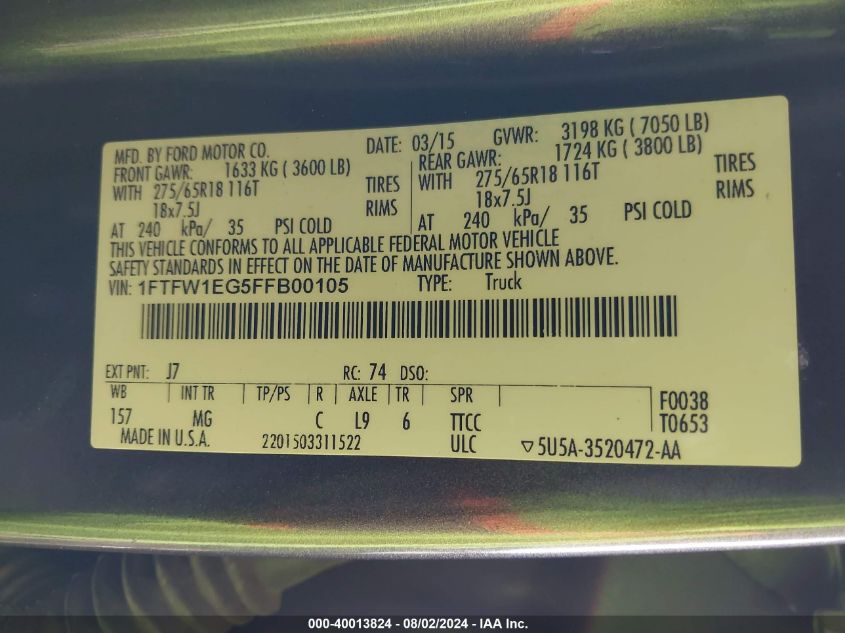 MFD. BY FORD MOTOR CO. DATE: 03/15 GVWR: 3198 KG ( 7050 LB)
FRONT GAWR: 1633 KG ( 3600 LB) REAR GAWR: 1724 KG ( 3800 LB)
WITH 275/65R18 116T TIRES WITH 275/65R18 116T TIRES
18x7.5J RIMS 18x7.5J RIMS
AT 240 kPa/ 35 PSI COLD AT 240 kPa/ 35 PSI COLD
THIS VEHICLE CONFORMS TO ALL APPLICABLE FEDERAL MOTOR VEHICLE
SAFETY STANDARDS IN EFFECT ON THE DATE OF MANUFACTURE SHOWN ABOVE.
VIN: 1FTFW1EG5FFB00105 TYPE: Truck
EXT PNT: J7 RC: 74 DSO:
WB INT TR TP/PS R AXLE TR SPR F0038
157 MG C L9 6 TTCC T0653
MADE IN U.S.A. 2201503311522 ULC ▽5U5A-3520472-AA
000-40013824 - 08/02/2024 - IAA Inc.